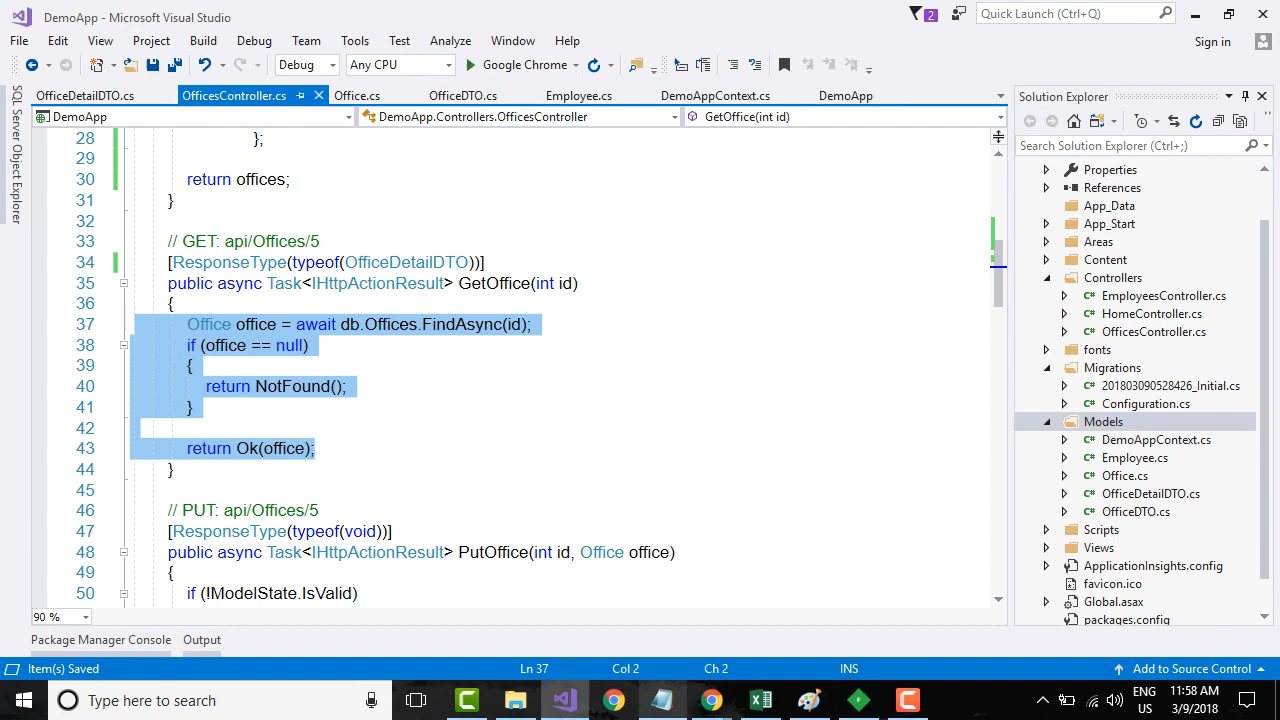 DemoApp - Microsoft Visual Studio
2
Quick Launch (Ctrl+Q)
File Edit View Project Build Debug Team Tools Test Analyze Window Help
Sign in
Debug Any CPU Google Chrome
SQL Server Object Explorer
OfficeDetailDTO.cs OfficesController.cs Office.cs OfficeDTO.cs Employee.cs DemoAppContext.cs DemoApp
DemoApp DemoApp.Controllers.OfficesController GetOffice(int id)
28 };
29
30 return offices;
31 }
32
33 // GET: api/Offices/5
34 [ResponseType(typeof(OfficeDetailDTO))]
35 public async Task<IHttpActionResult> GetOffice(int id)
36 {
37 Office office = await db.Offices.FindAsync(id);
38 if (office == null)
39 {
40 return NotFound();
41 }
42
43 return Ok(office);
44 }
45
46 // PUT: api/Offices/5
47 [ResponseType(typeof(void))]
48 public async Task<IHttpActionResult> PutOffice(int id, Office office)
49 {
50 if (!ModelState.IsValid)
90 %
Package Manager Console Output
Solution Explorer
Search Solution Explorer (Ctrl+;)
Properties
References
App_Data
App_Start
Areas
Content
Controllers
C# EmployeesController.cs
C# HomeController.cs
C# OfficesController.cs
fonts
Migrations
C# 201803090528426_Initial.cs
C# Configuration.cs
Models
C# DemoAppContext.cs
C# Employee.cs
C# Office.cs
C# OfficeDetailDTO.cs
C# OfficeDTO.cs
Scripts
Views
ApplicationInsights.config
favicon.ico
Global.asax
packages.config
Item(s) Saved Ln 37 Col 2 Ch 2 INS Add to Source Control
Type here to search
ENG
US
11:58 AM
3/9/2018